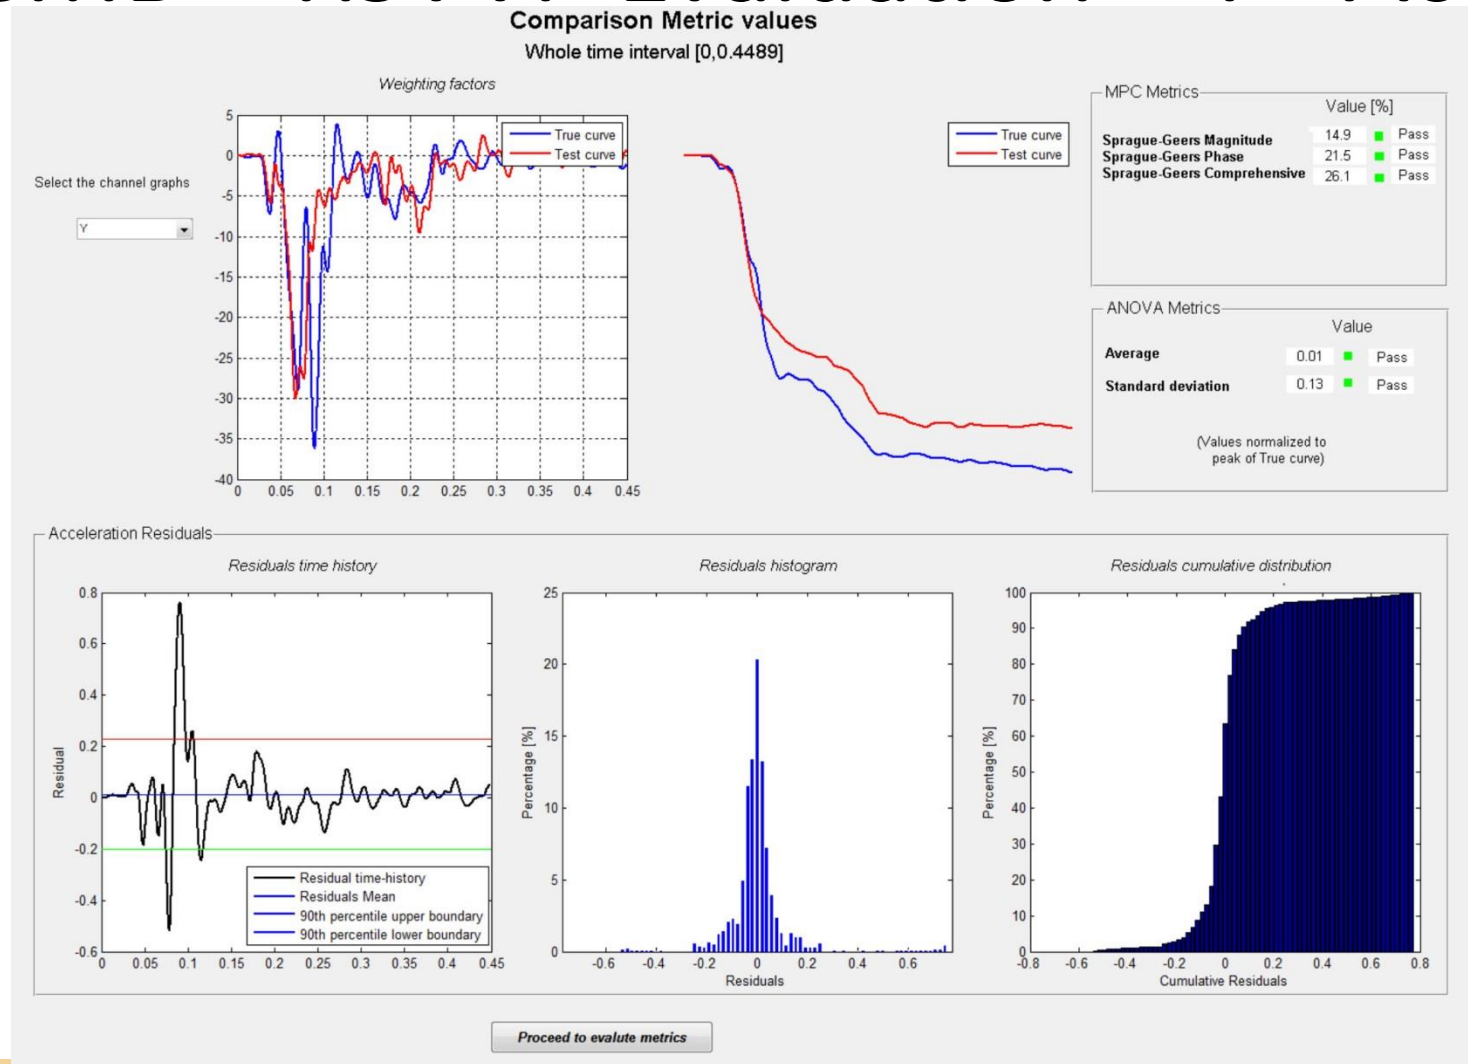 Comparison Metric values
Whole time interval [0,0.4489]
Weighting factors
Select the channel graphs
Y
True curve
Test curve
5
0
-5
-10
-15
-20
-25
-30
-35
-40
0 0.05 0.1 0.15 0.2 0.25 0.3 0.35 0.4 0.45
True curve
Test curve
MPC Metrics
Value [%]
Sprague-Geers Magnitude 14.9 Pass
Sprague-Geers Phase 21.5 Pass
Sprague-Geers Comprehensive 26.1 Pass
ANOVA Metrics
Value
Average 0.01 Pass
Standard deviation 0.13 Pass
(Values normalized to
peak of True curve)
Acceleration Residuals
Residuals time history
Residual
0.8
0.6
0.4
0.2
0
-0.2
-0.4
-0.6
0 0.05 0.1 0.15 0.2 0.25 0.3 0.35 0.4 0.45
Residual time-history
Residuals Mean
90th percentile upper boundary
90th percentile lower boundary
Residuals histogram
Percentage [%]
25
20
15
10
5
0
-0.6 -0.4 -0.2 0 0.2 0.4 0.6
Residuals
Residuals cumulative distribution
Percentage [%]
100
90
80
70
60
50
40
30
20
10
0
-0.8 -0.6 -0.4 -0.2 0 0.2 0.4 0.6 0.8
Cumulative Residuals
Proceed to evalute metrics